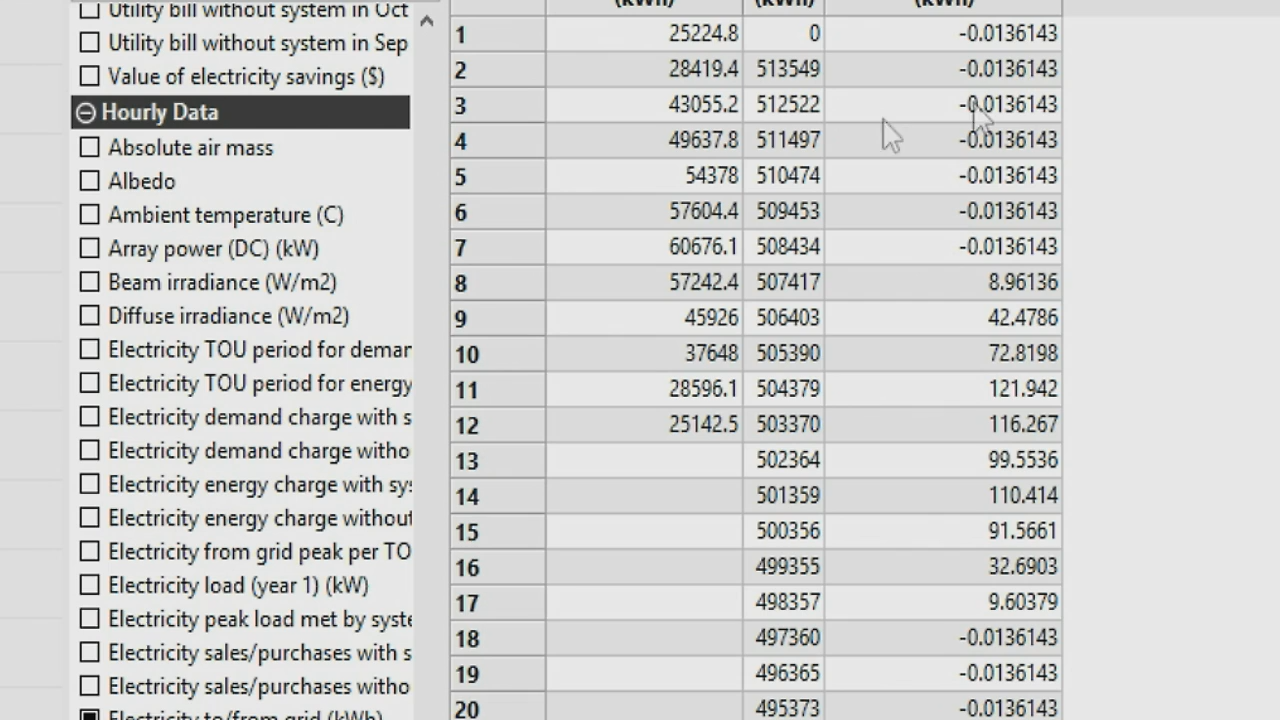 Utility bill without system in Oct
Utility bill without system in Sep
Value of electricity savings ($)
Hourly Data
Absolute air mass
Albedo
Ambient temperature (C)
Array power (DC) (kW)
Beam irradiance (W/m2)
Diffuse irradiance (W/m2)
Electricity TOU period for demar
Electricity TOU period for energy
Electricity demand charge with s
Electricity demand charge witho
Electricity energy charge with sy
Electricity energy charge without
Electricity from grid peak per TO
Electricity load (year 1) (kW)
Electricity peak load met by syste
Electricity sales/purchases with s
Electricity sales/purchases witho
Electricity to/from grid (kWh)
(kWh) (kWh) (kWh)
1 25224.8 0 -0.0136143
2 28419.4 513549 -0.0136143
3 43055.2 512522 -0.0136143
4 49637.8 511497 -0.0136143
5 54378 510474 -0.0136143
6 57604.4 509453 -0.0136143
7 60676.1 508434 -0.0136143
8 57242.4 507417 8.96136
9 45926 506403 42.4786
10 37648 505390 72.8198
11 28596.1 504379 121.942
12 25142.5 503370 116.267
13 502364 99.5536
14 501359 110.414
15 500356 91.5661
16 499355 32.6903
17 498357 9.60379
18 497360 -0.0136143
19 496365 -0.0136143
20 495373 -0.0136143